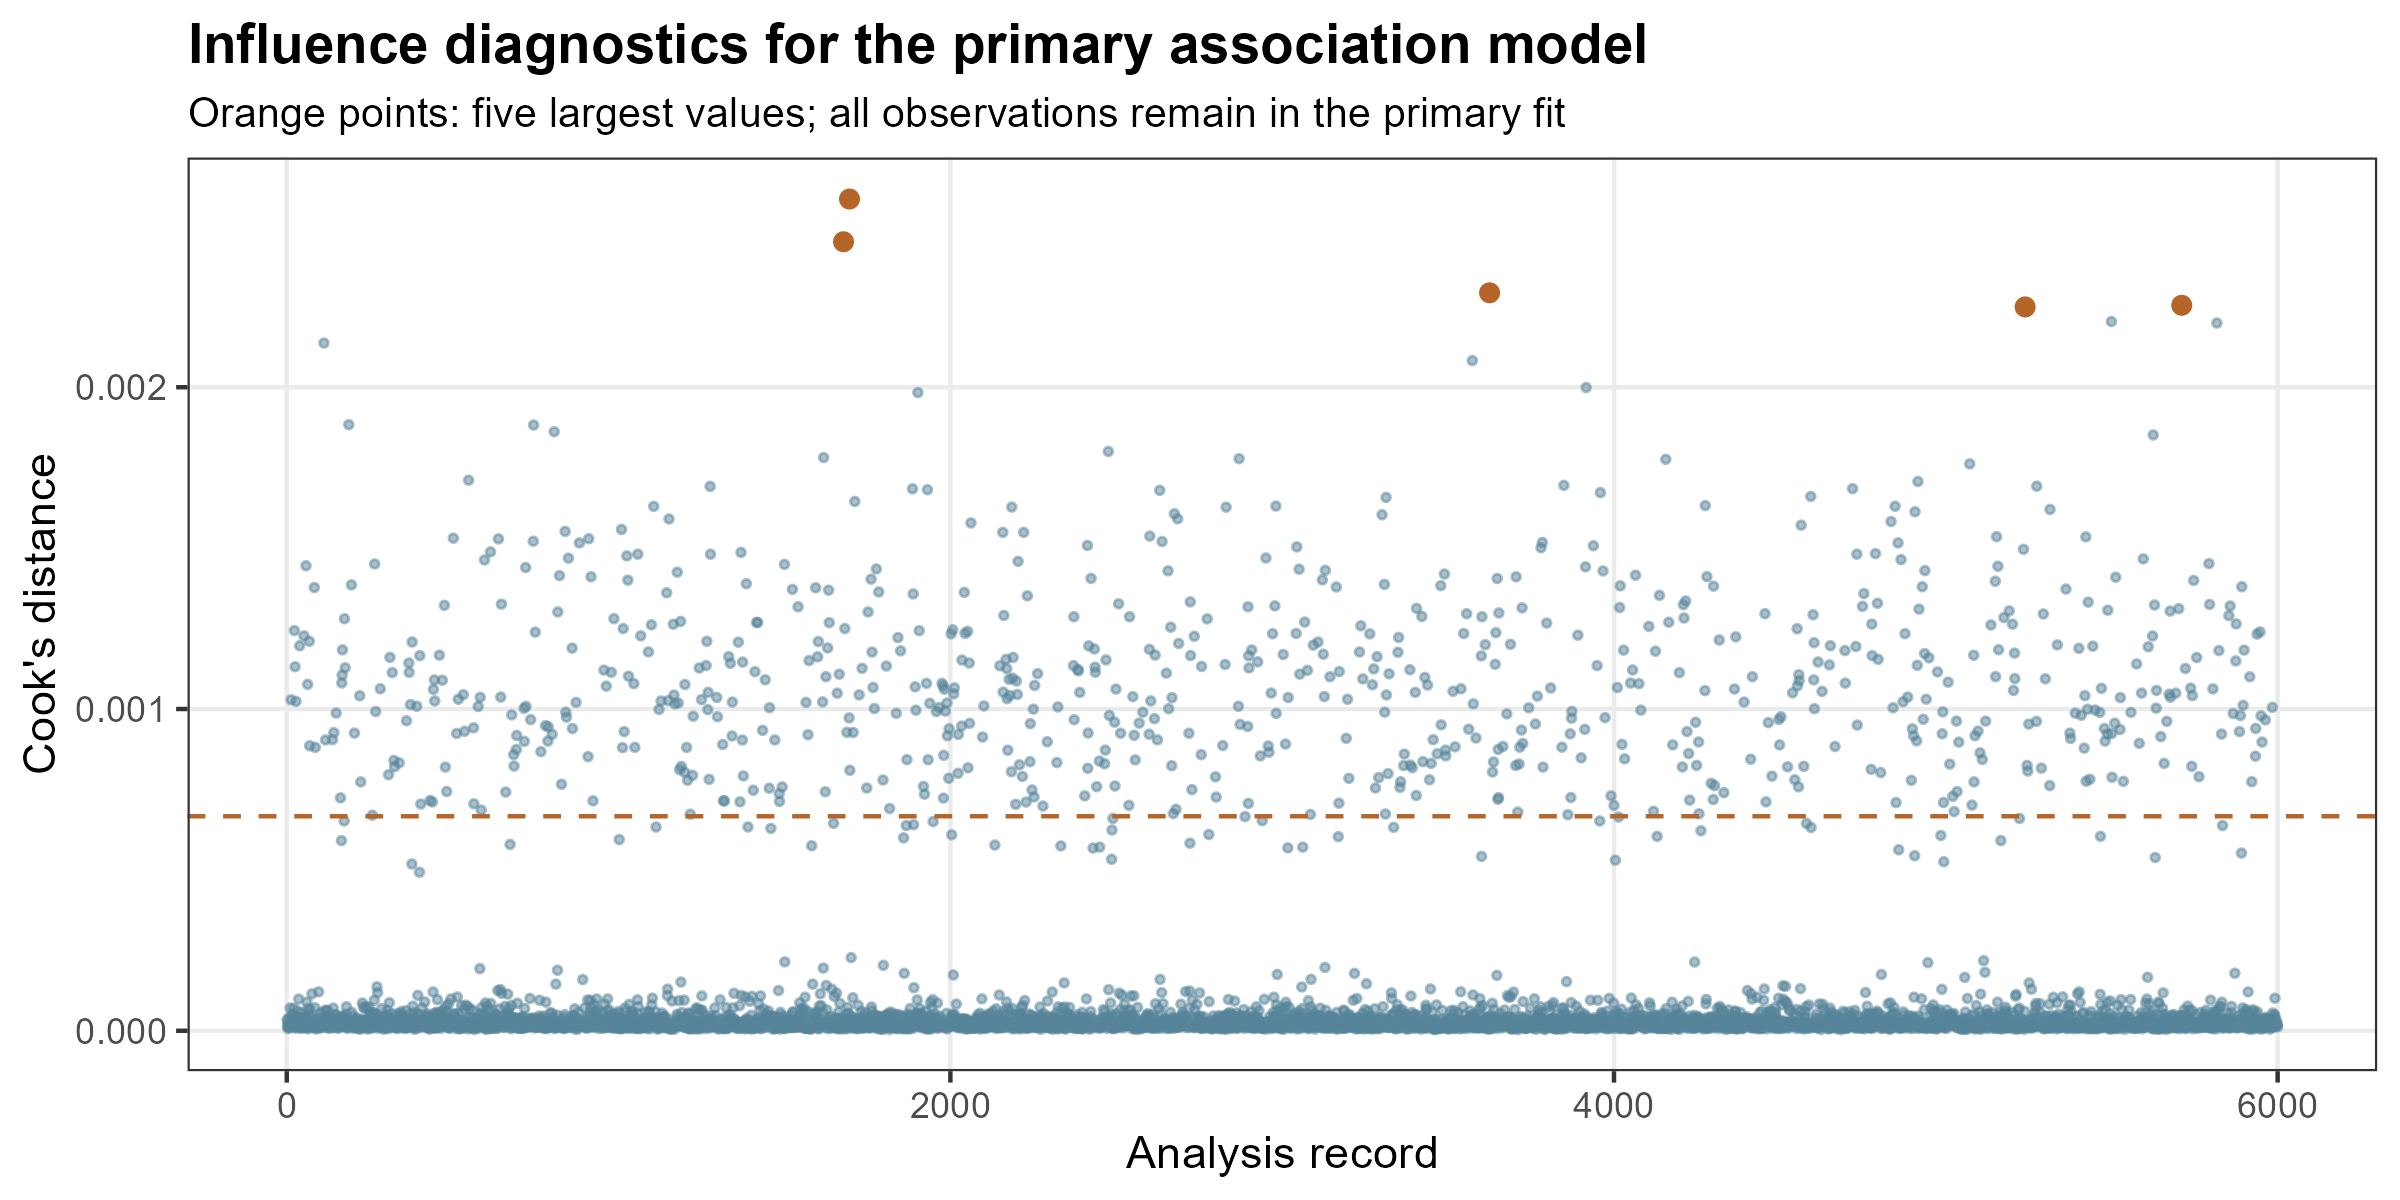 Influence diagnostics for the primary association model
Orange points: five largest values; all observations remain in the primary fit
Cook's distance
0.002
0.001
0.000
0
2000
4000
6000
Analysis record